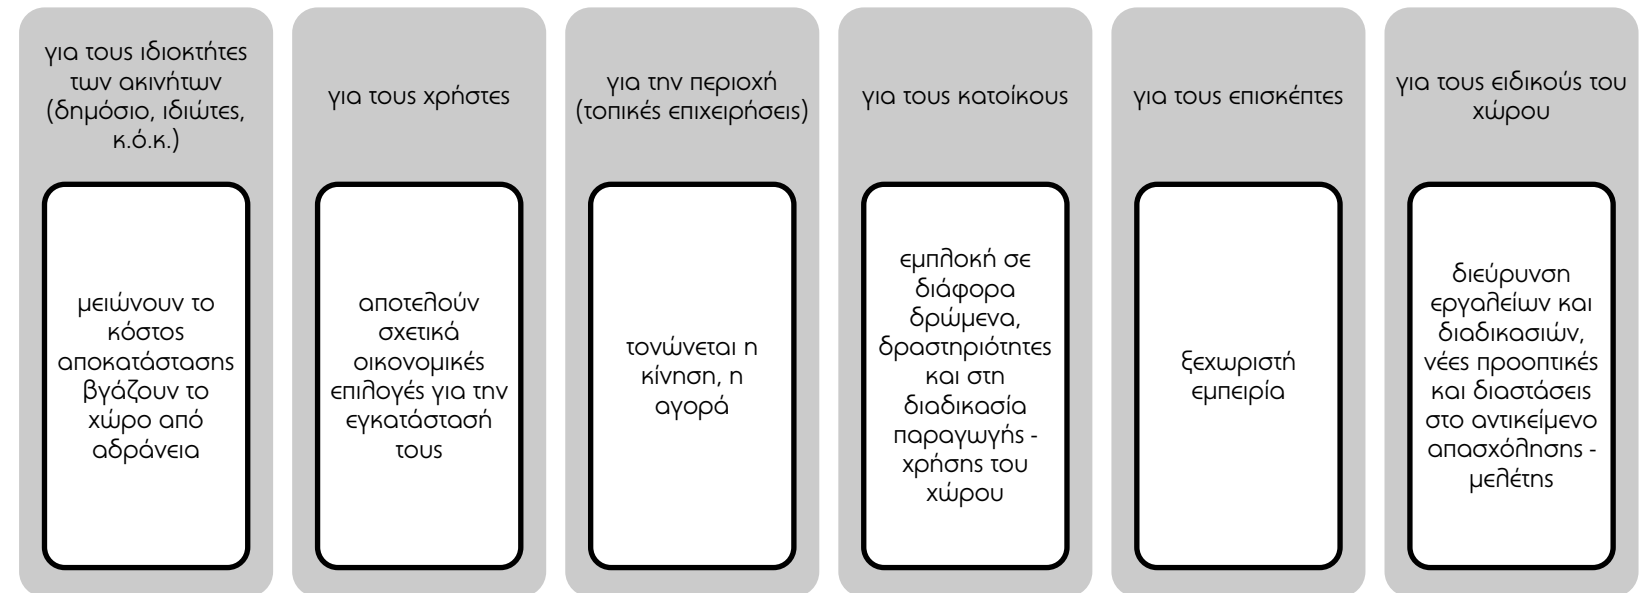 για τους ιδιοκτήτες
των ακινήτων
(δημόσιο, ιδιώτες,
κ.ό.κ.)
μειώνουν το
κόστος
αποκατάστασης
βγάζουν το
χώρο από
αδράνεια
για τους χρήστες
αποτελούν
σχετικά
οικονομικές
επιλογές για την
εγκατάστασή
τους
για την περιοχή
(τοπικές επιχειρήσεις)
τονώνεται η
κίνηση, η
αγορά
για τους κατοίκους
εμπλοκή σε
διάφορα
δρώμενα,
δραστηριότητες
και στη
διαδικασία
παραγωγής -
χρήσης του
χώρου
για τους επισκέπτες
ξεχωριστή
εμπειρία
για τους ειδικούς του
χώρου
διεύρυνση
εργαλείων και
διαδικασιών,
νέες προοπτικές
και διαστάσεις
στο αντικείμενο
απασχόλησης -
μελέτης